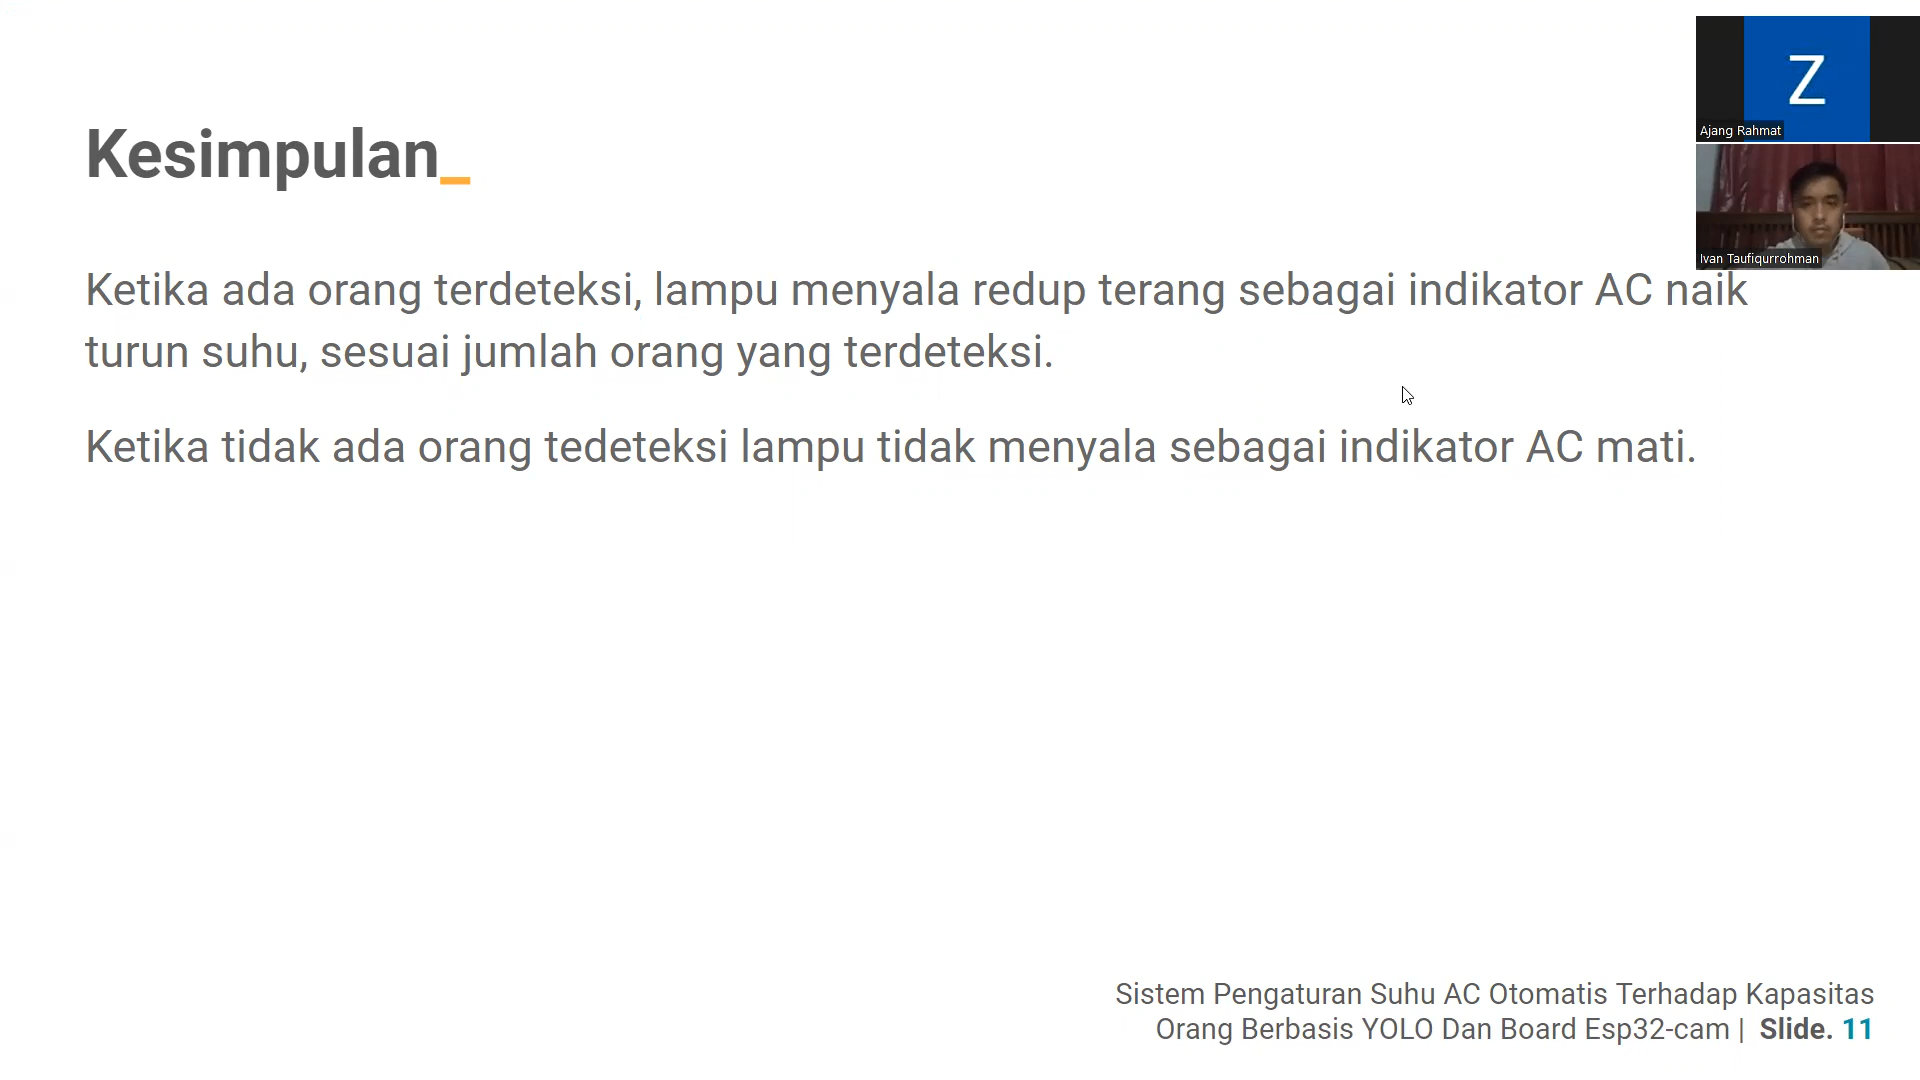 Z
Ajang Rahmat
Kesimpulan_
Ivan Taufiqurrohman
Ketika ada orang terdeteksi, lampu menyala redup terang sebagai indikator AC naik
turun suhu, sesuai jumlah orang yang terdeteksi.
Ketika tidak ada orang tedeteksi lampu tidak menyala sebagai indikator AC mati.
Sistem Pengaturan Suhu AC Otomatis Terhadap Kapasitas
Orang Berbasis YOLO Dan Board Esp32-cam | Slide. 11